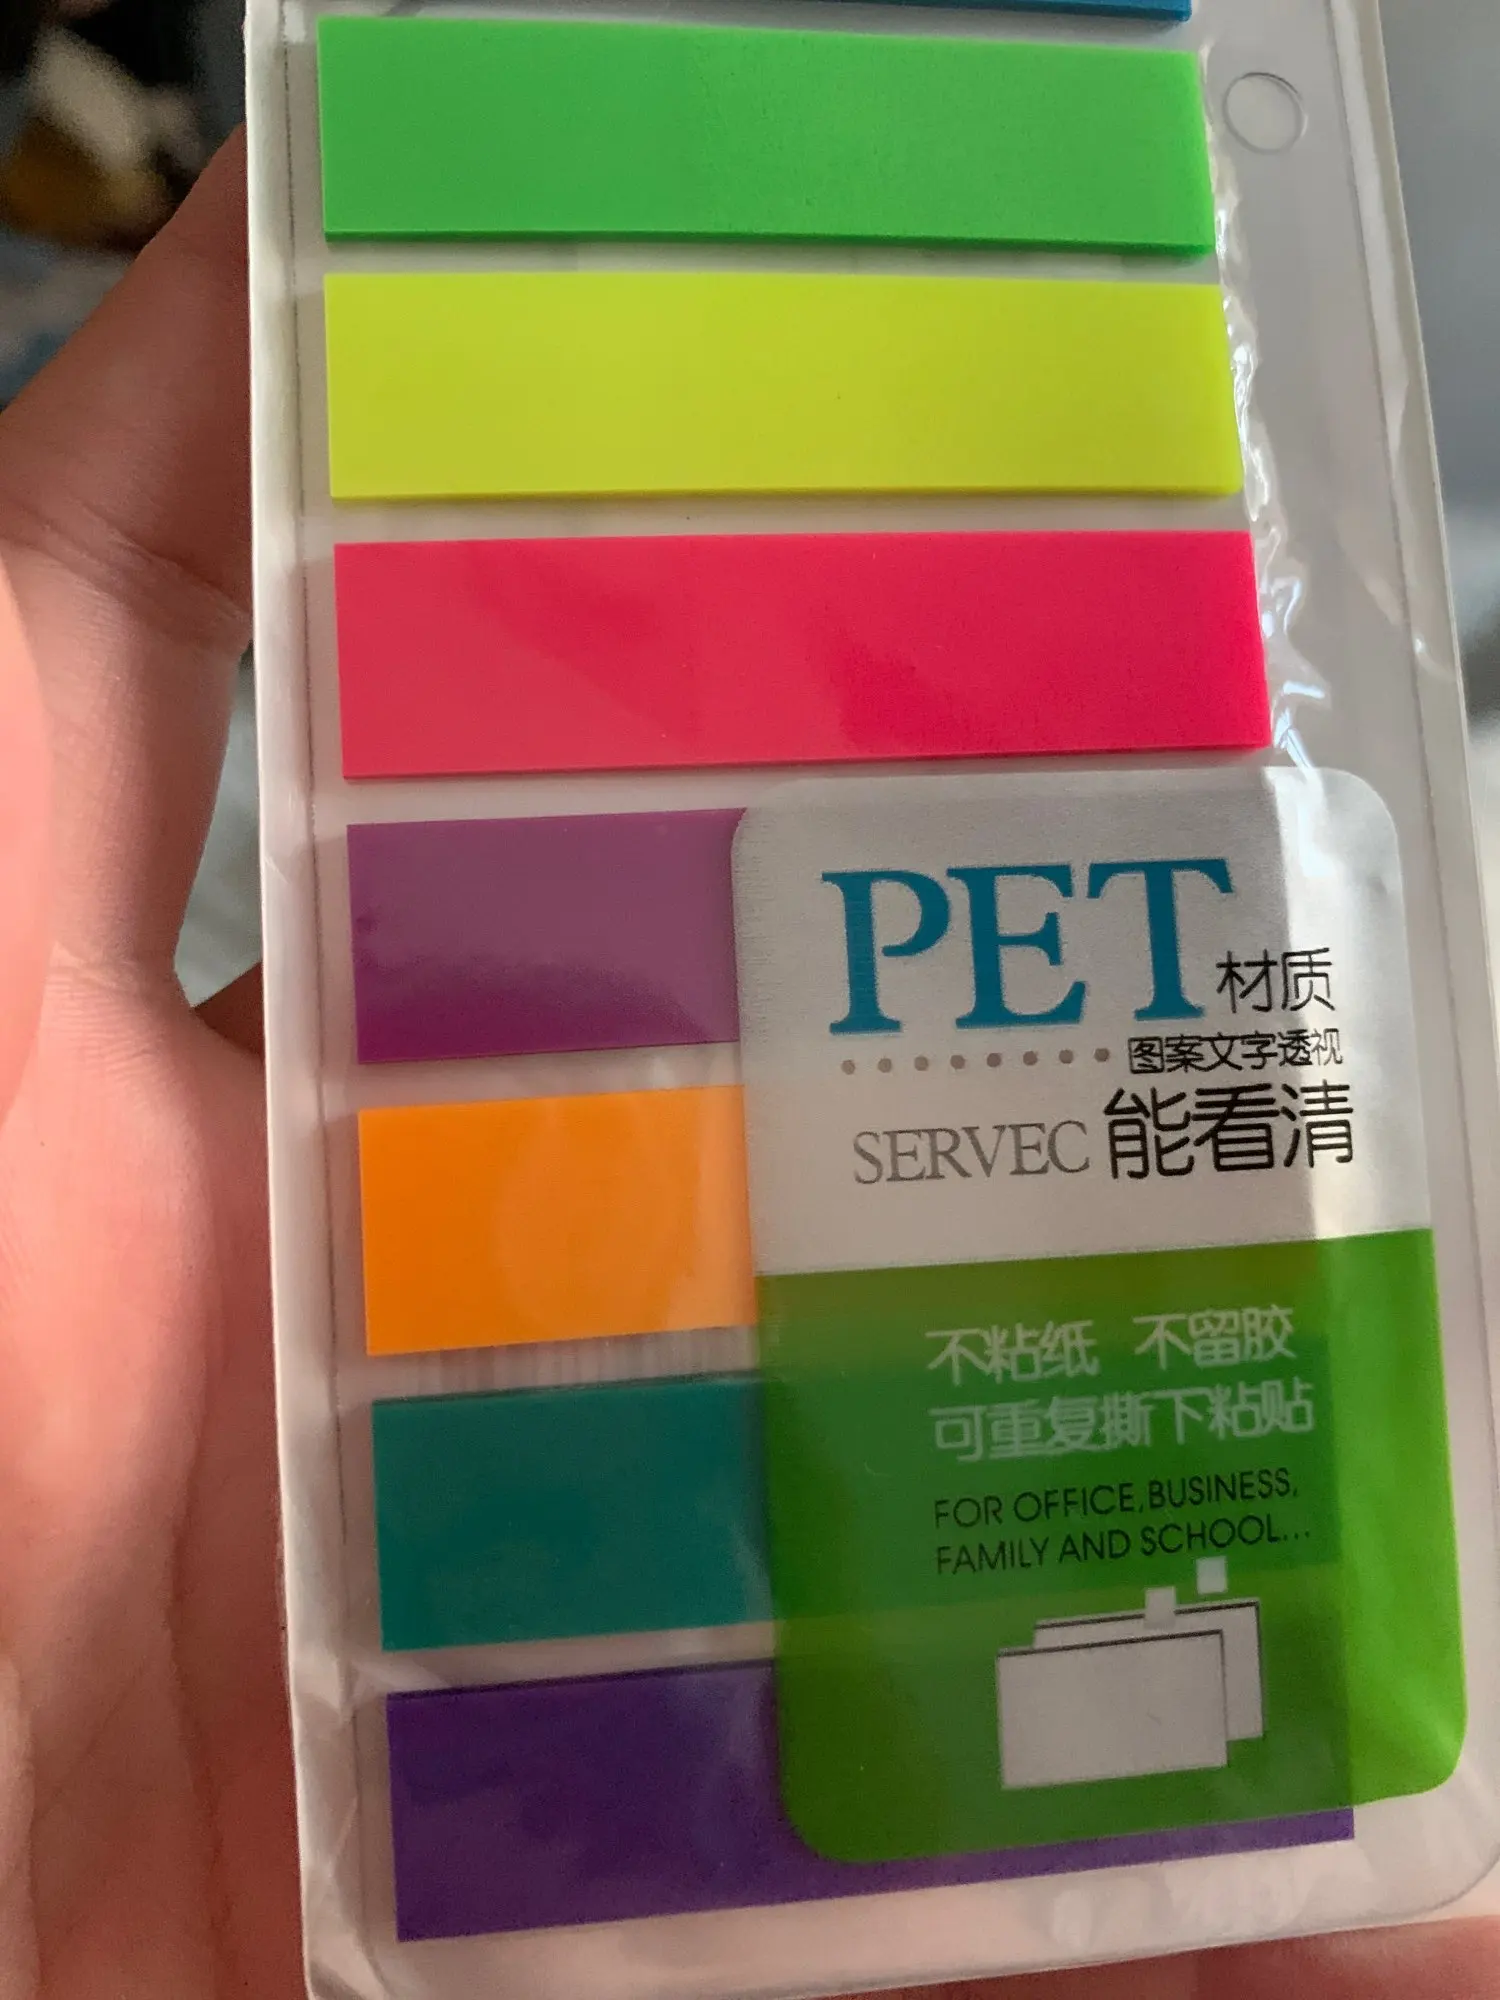 PET材质
图案文字透视
SERVEC 能看清
不粘纸 不留胶
可重复撕下粘贴
FOR OFFICE, BUSINESS,
FAMILY AND SCHOOL...